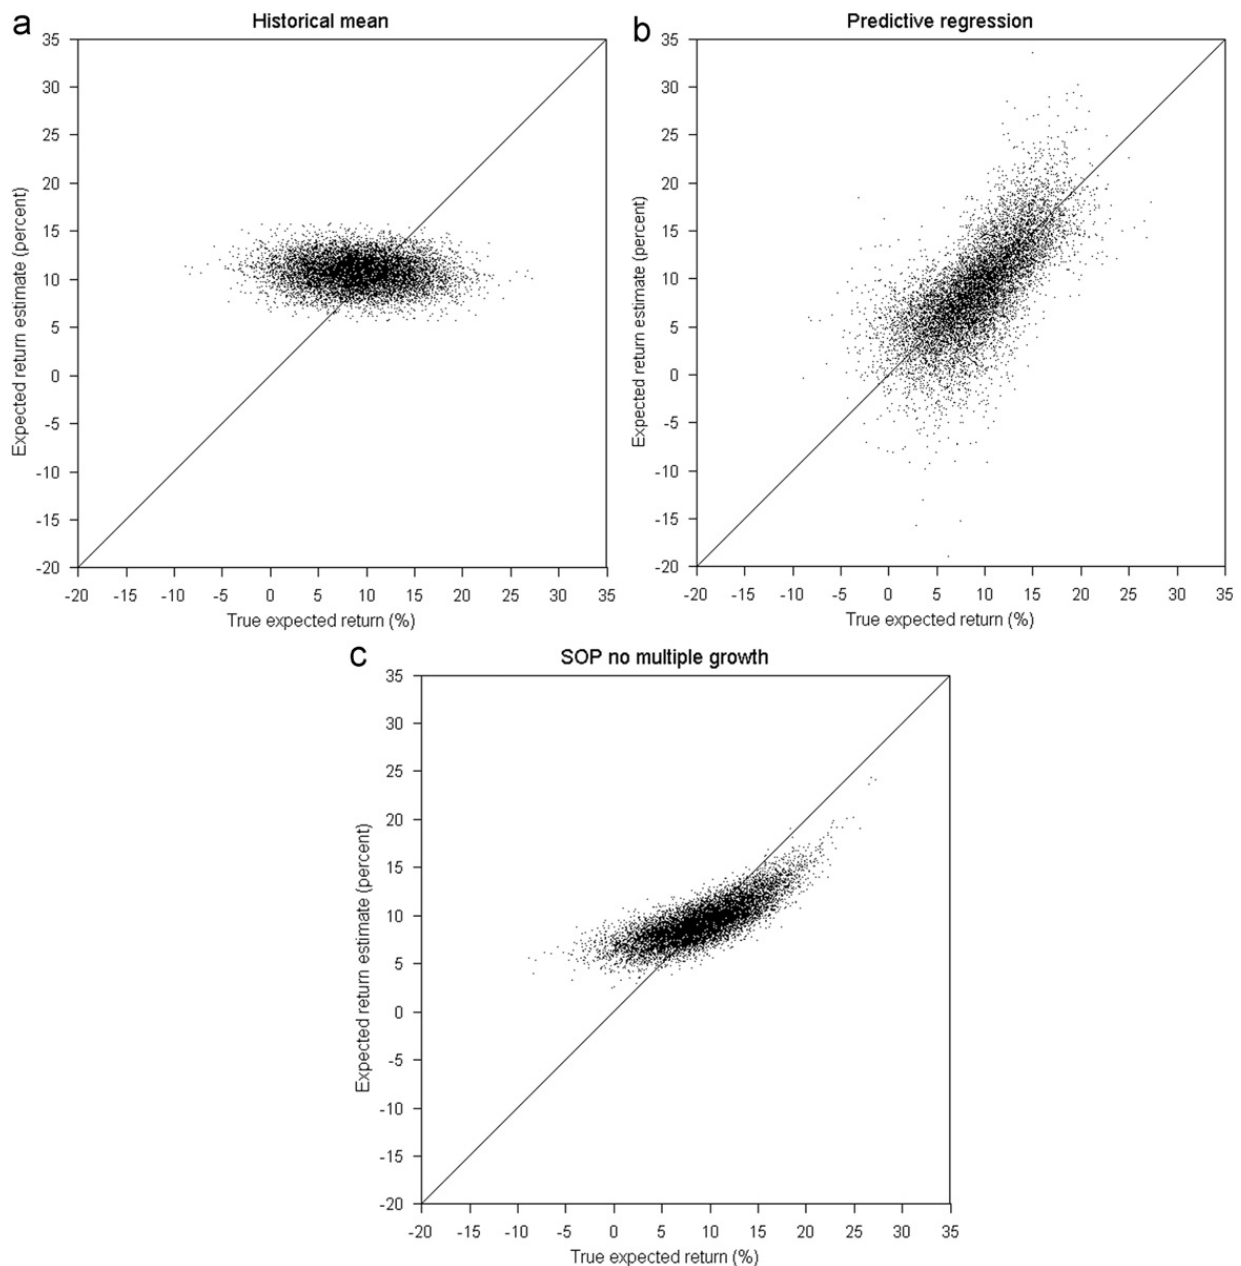 a
Historical mean
35
30
25
20
15
10
5
0
-5
-10
-15
-20
Expected return estimate (percent)
-20 -15 -10 -5 0 5 10 15 20 25 30 35
True expected return (%)
b
Predictive regression
35
30
25
20
15
10
5
0
-5
-10
-15
-20
Expected return estimate (percent)
-20 -15 -10 -5 0 5 10 15 20 25 30 35
True expected return (%)
c
SOP no multiple growth
35
30
25
20
15
10
5
0
-5
-10
-15
-20
Expected return estimate (percent)
-20 -15 -10 -5 0 5 10 15 20 25 30 35
True expected return (%)